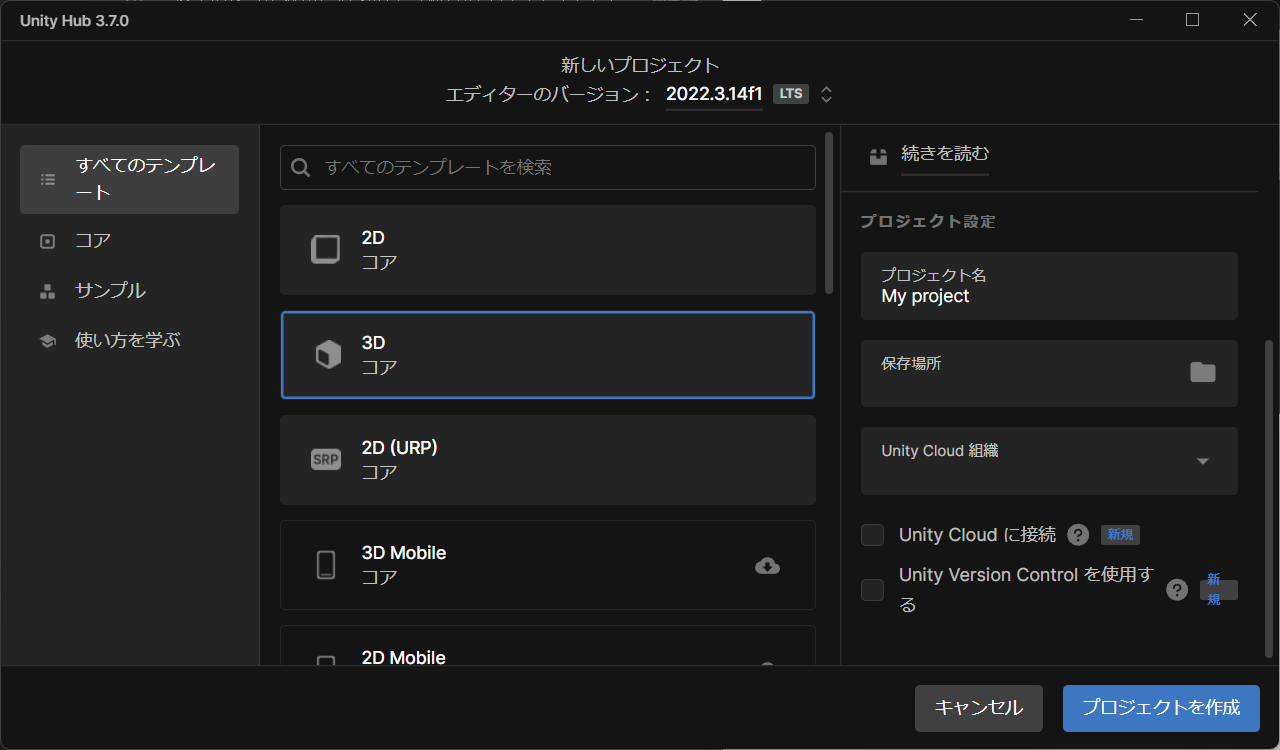 Unity Hub 3.7.0
新しいプロジェクト
エディターのバージョン： 2022.3.14f1 LTS
すべてのテンプレ
ート
コア
サンプル
使い方を学ぶ
すべてのテンプレートを検索
2D
コア
3D
コア
SRP
2D (URP)
コア
3D Mobile
コア
2D Mobile
続きを読む
プロジェクト設定
プロジェクト名
My project
保存場所
Unity Cloud 組織
Unity Cloud に接続 ? 新規
Unity Version Control を使用す
る
? 新
規
キャンセル
プロジェクトを作成